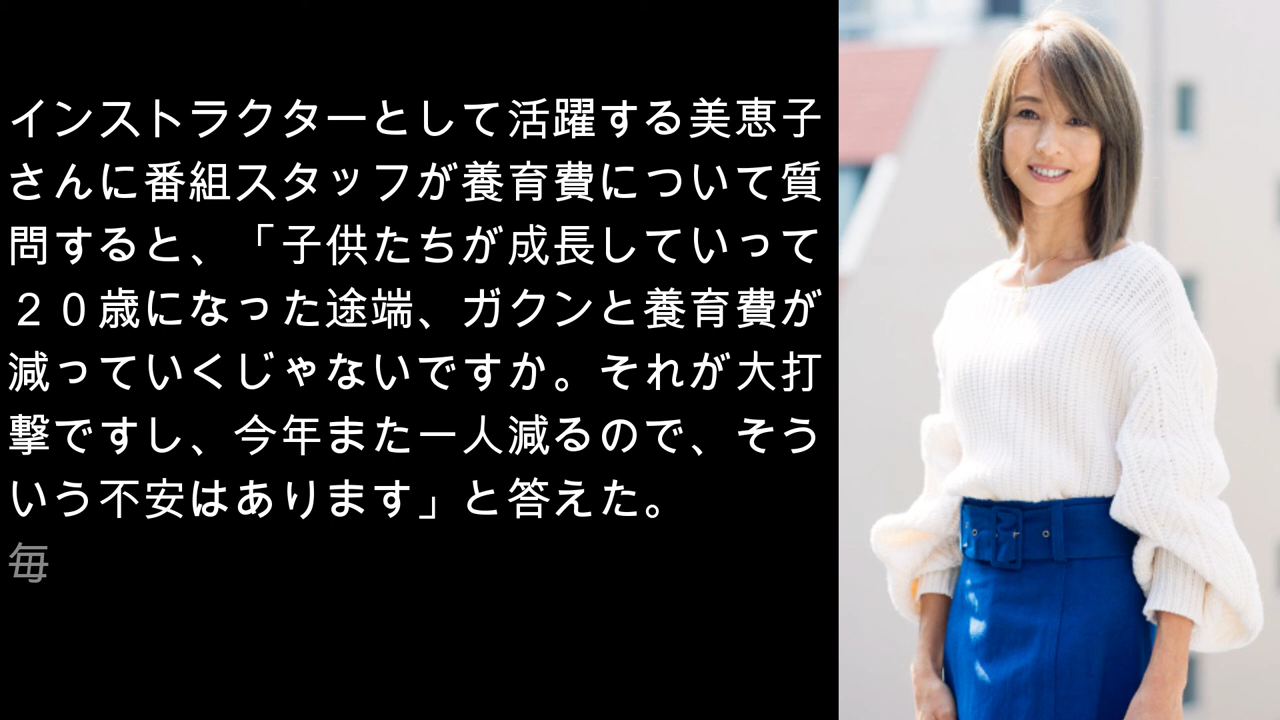 インストラクターとして活躍する美恵子
さんに番組スタッフが養育費について質
問すると、「子供たちが成長していって
２０歳になった途端、ガクンと養育費が
減っていくじゃないですか。それが大打
撃ですし、今年また一人減るので、そう
いう不安はあります」と答えた。
毎